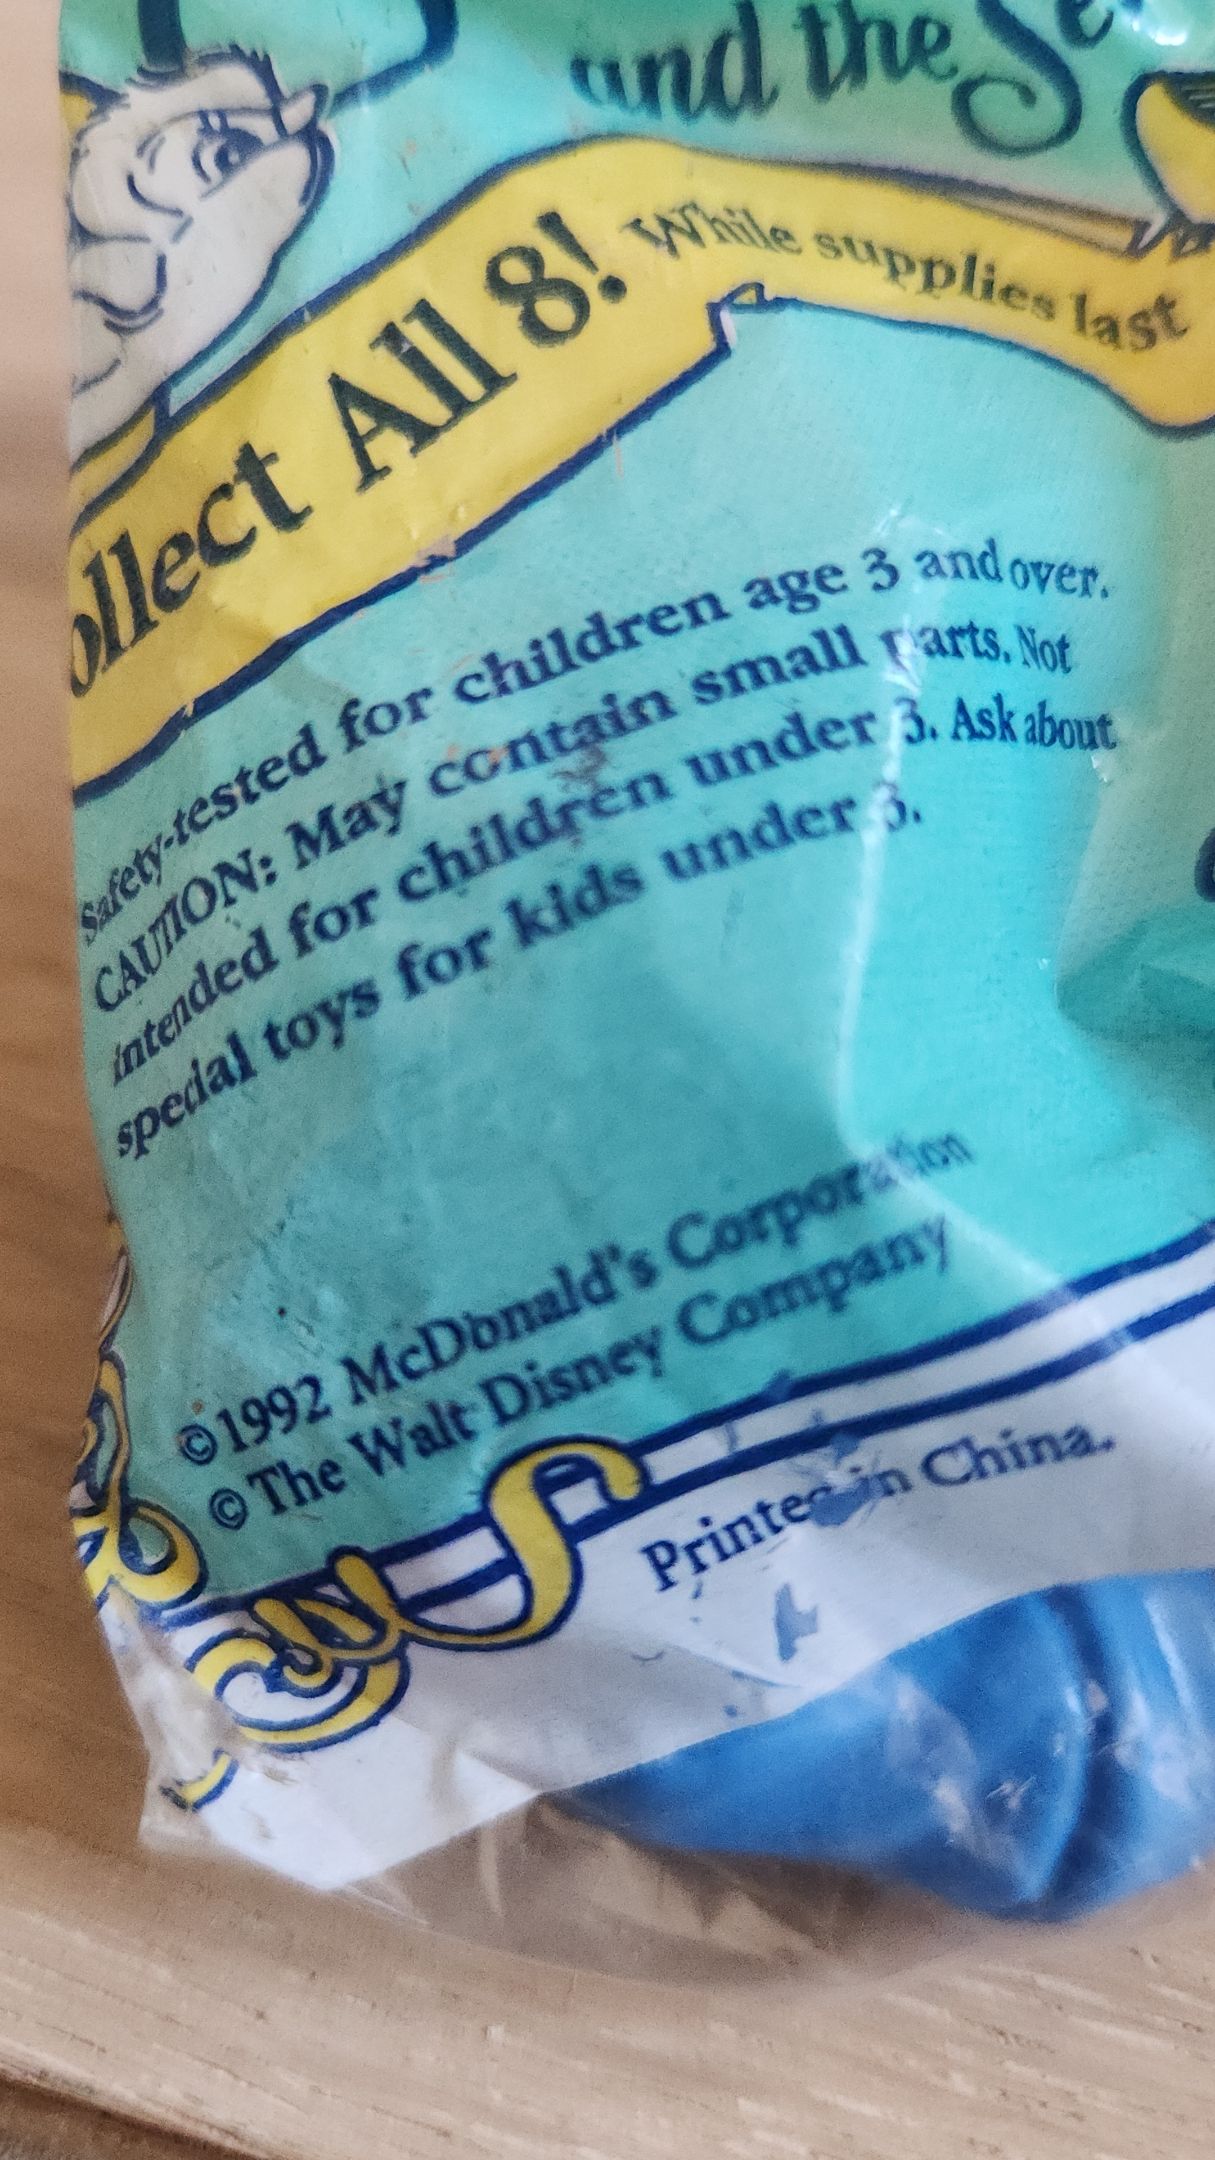 and the Se
ollect All 8! While supplies last
Safety-tested for children age 3 and over.
CAUTION: May contain small parts. Not
intended for children under 3. Ask about
special toys for kids under 3.
©1992 McDonald's Corporation
© The Walt Disney Company
Printed in China.